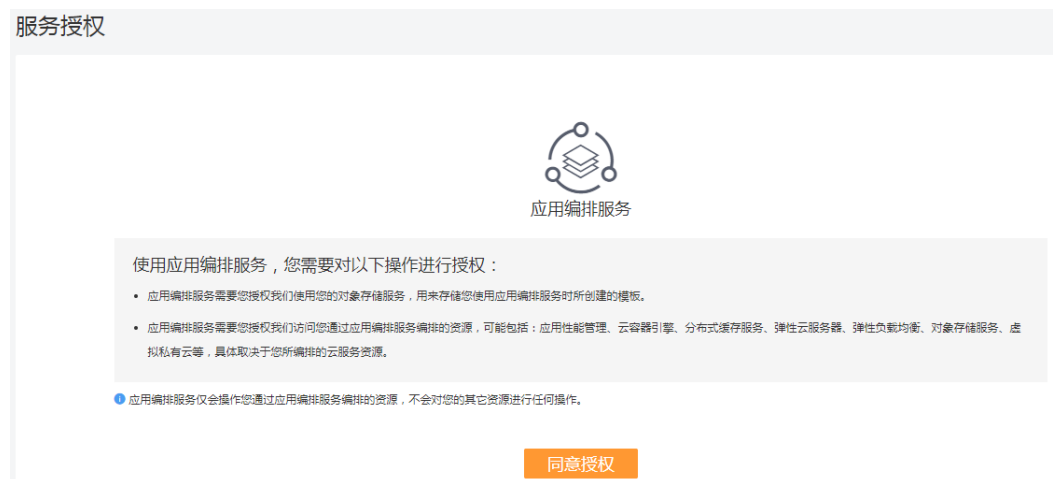 服务授权
应用编排服务
使用应用编排服务，您需要对以下操作进行授权：
• 应用编排服务需要您授权我们使用您的对象存储服务，用来存储您使用应用编排服务时所创建的模板。
• 应用编排服务需要您授权我们访问您通过应用编排服务编排的资源，可能包括：应用性能管理、云容器引擎、分布式缓存服务、弹性云服务器、弹性负载均衡、对象存储服务、虚
拟私有云等，具体取决于您所编排的云服务资源。
应用编排服务仅会操作您通过应用编排服务编排的资源，不会对您的其它资源进行任何操作。
同意授权